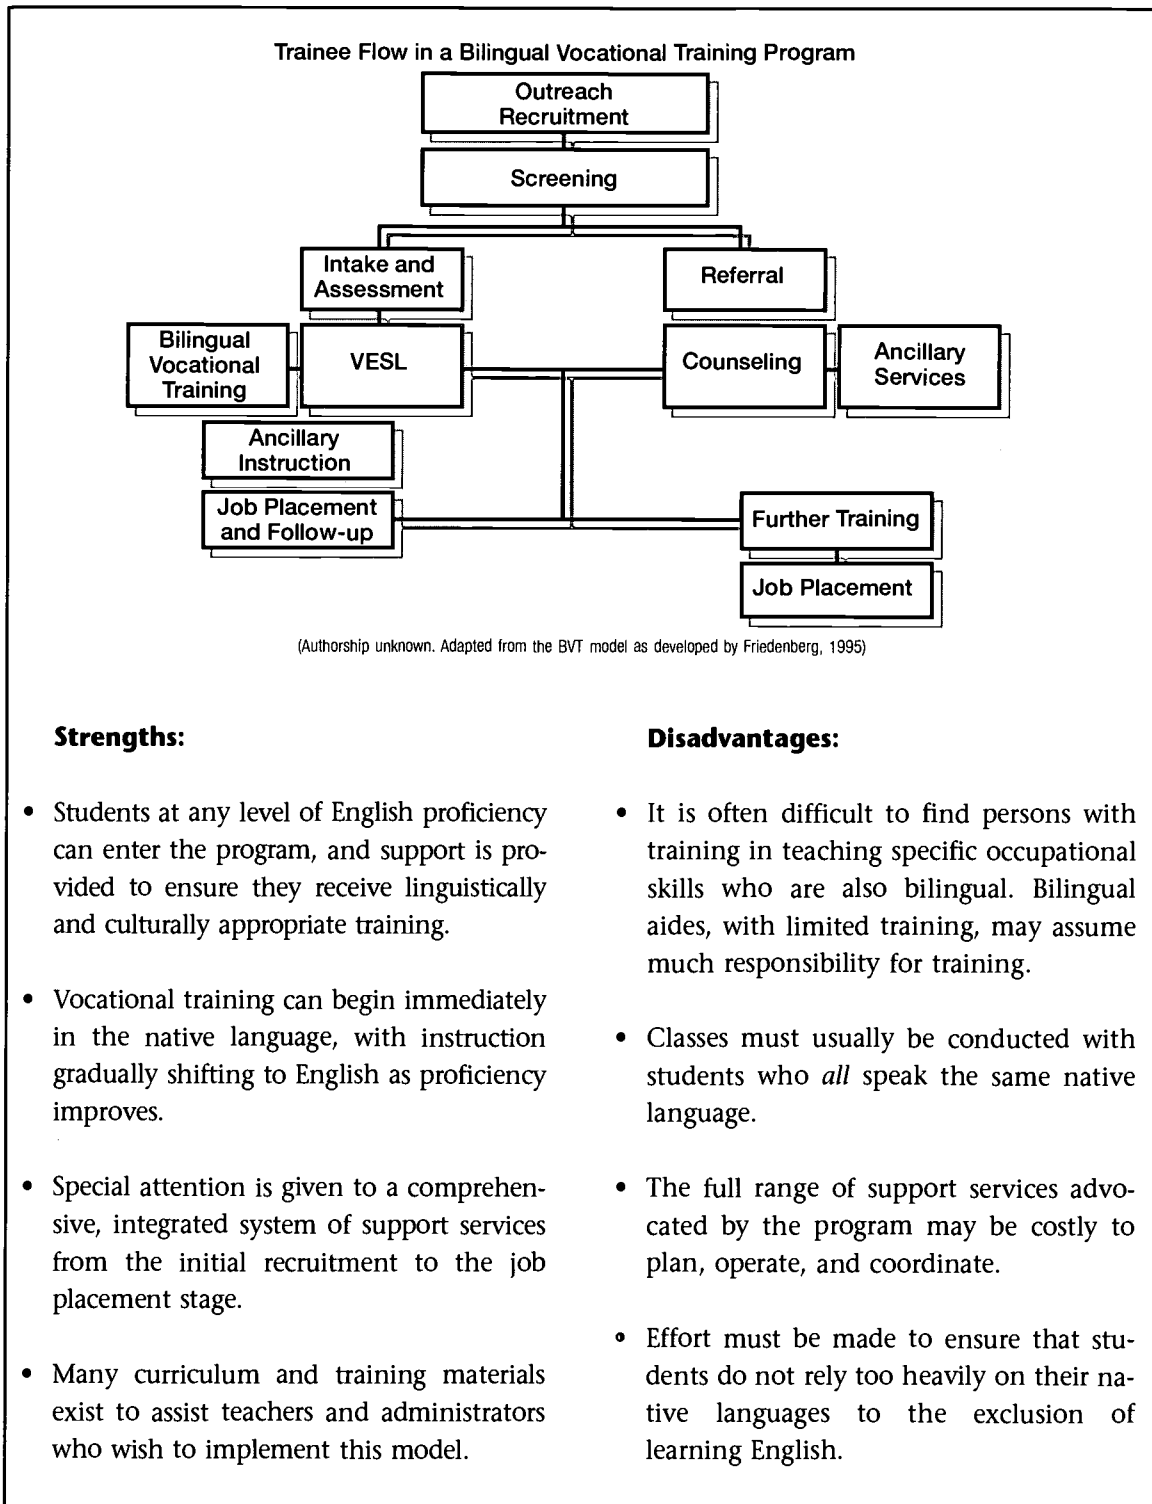 Trainee Flow in a Bilingual Vocational Training Program
Outreach
Recruitment
Screening
Intake and
Assessment
Referral
Bilingual
Vocational
Training
VESL
Counseling
Ancillary
Services
Ancillary
Instruction
Job Placement
and Follow-up
Further Training
Job Placement
(Authorship unknown. Adapted from the BVT model as developed by Friedenberg, 1995)
Strengths:
• Students at any level of English proficiency
can enter the program, and support is pro-
vided to ensure they receive linguistically
and culturally appropriate training.
• Vocational training can begin immediately
in the native language, with instruction
gradually shifting to English as proficiency
improves.
• Special attention is given to a comprehen-
sive, integrated system of support services
from the initial recruitment to the job
placement stage.
• Many curriculum and training materials
exist to assist teachers and administrators
who wish to implement this model.
Disadvantages:
• It is often difficult to find persons with
training in teaching specific occupational
skills who are also bilingual. Bilingual
aides, with limited training, may assume
much responsibility for training.
• Classes must usually be conducted with
students who all speak the same native
language.
• The full range of support services advo-
cated by the program may be costly to
plan, operate, and coordinate.
• Effort must be made to ensure that stu-
dents do not rely too heavily on their na-
tive languages to the exclusion of
learning English.